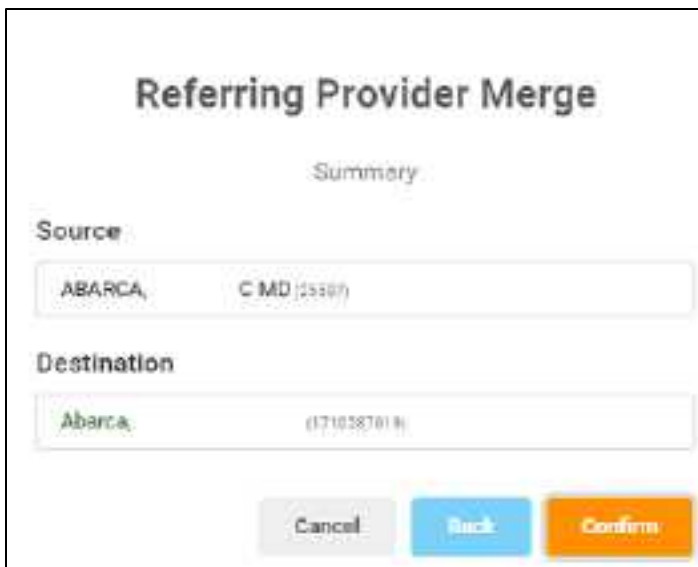 Referring Provider Merge
Summary
Source
ABARCA, C MD
Destination
Abarca,
Cancel Back Confirm